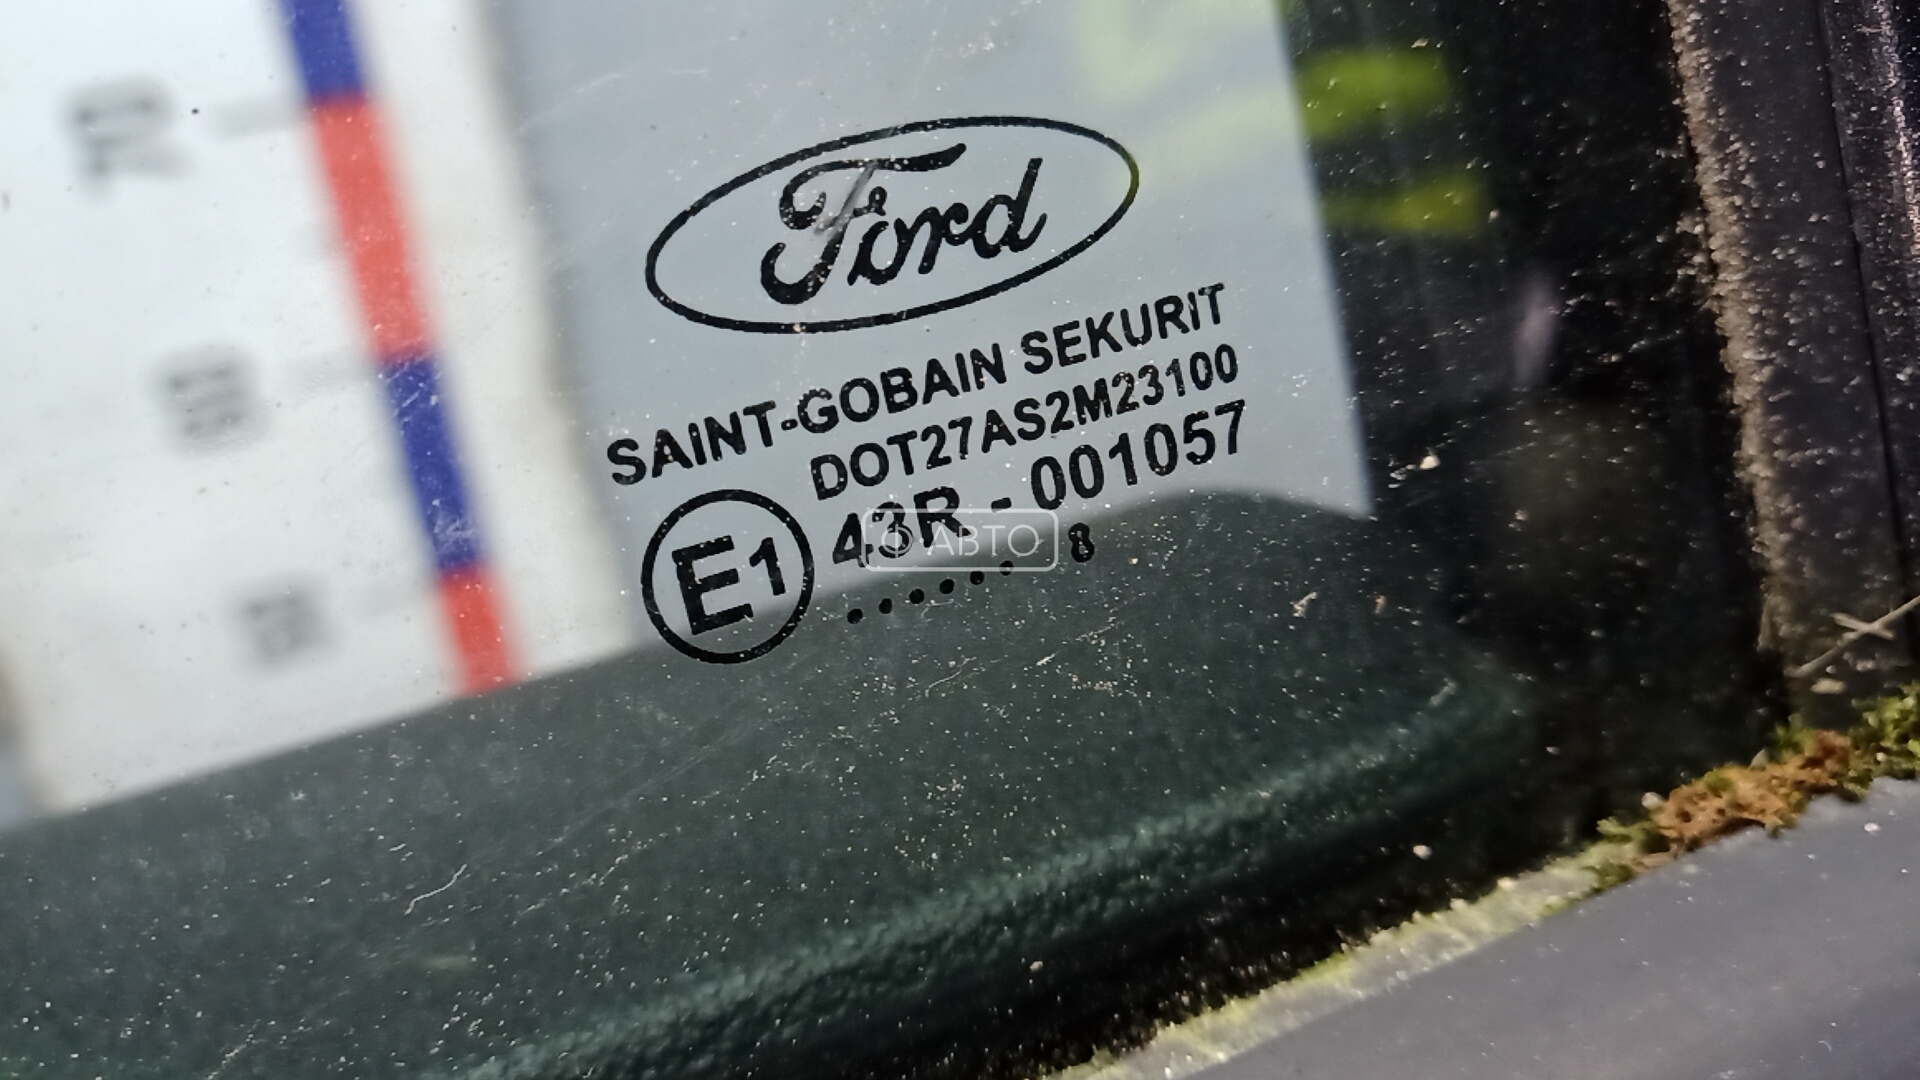 Ford
SAINT-GOBAIN SEKURIT
DOT27AS2M23100
E1
43R - 001057
...... 8
АВТО